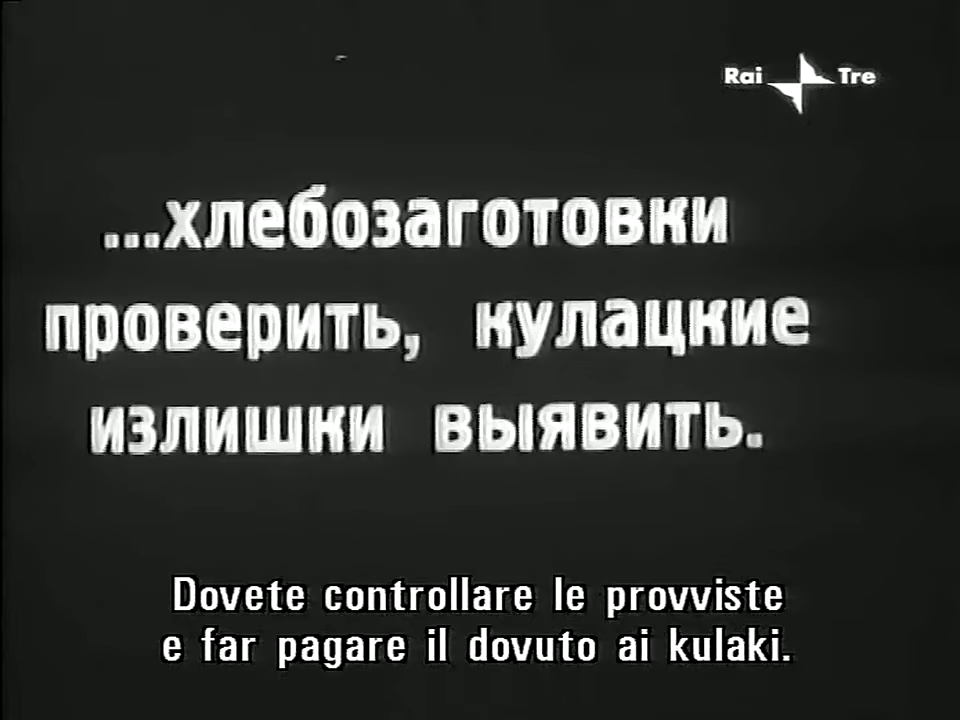 Rai Tre
...хлебозаготовки
проверить, кулацкие
излишки выявить.
Dovete controllare le provviste
e far pagare il dovuto ai kulaki.